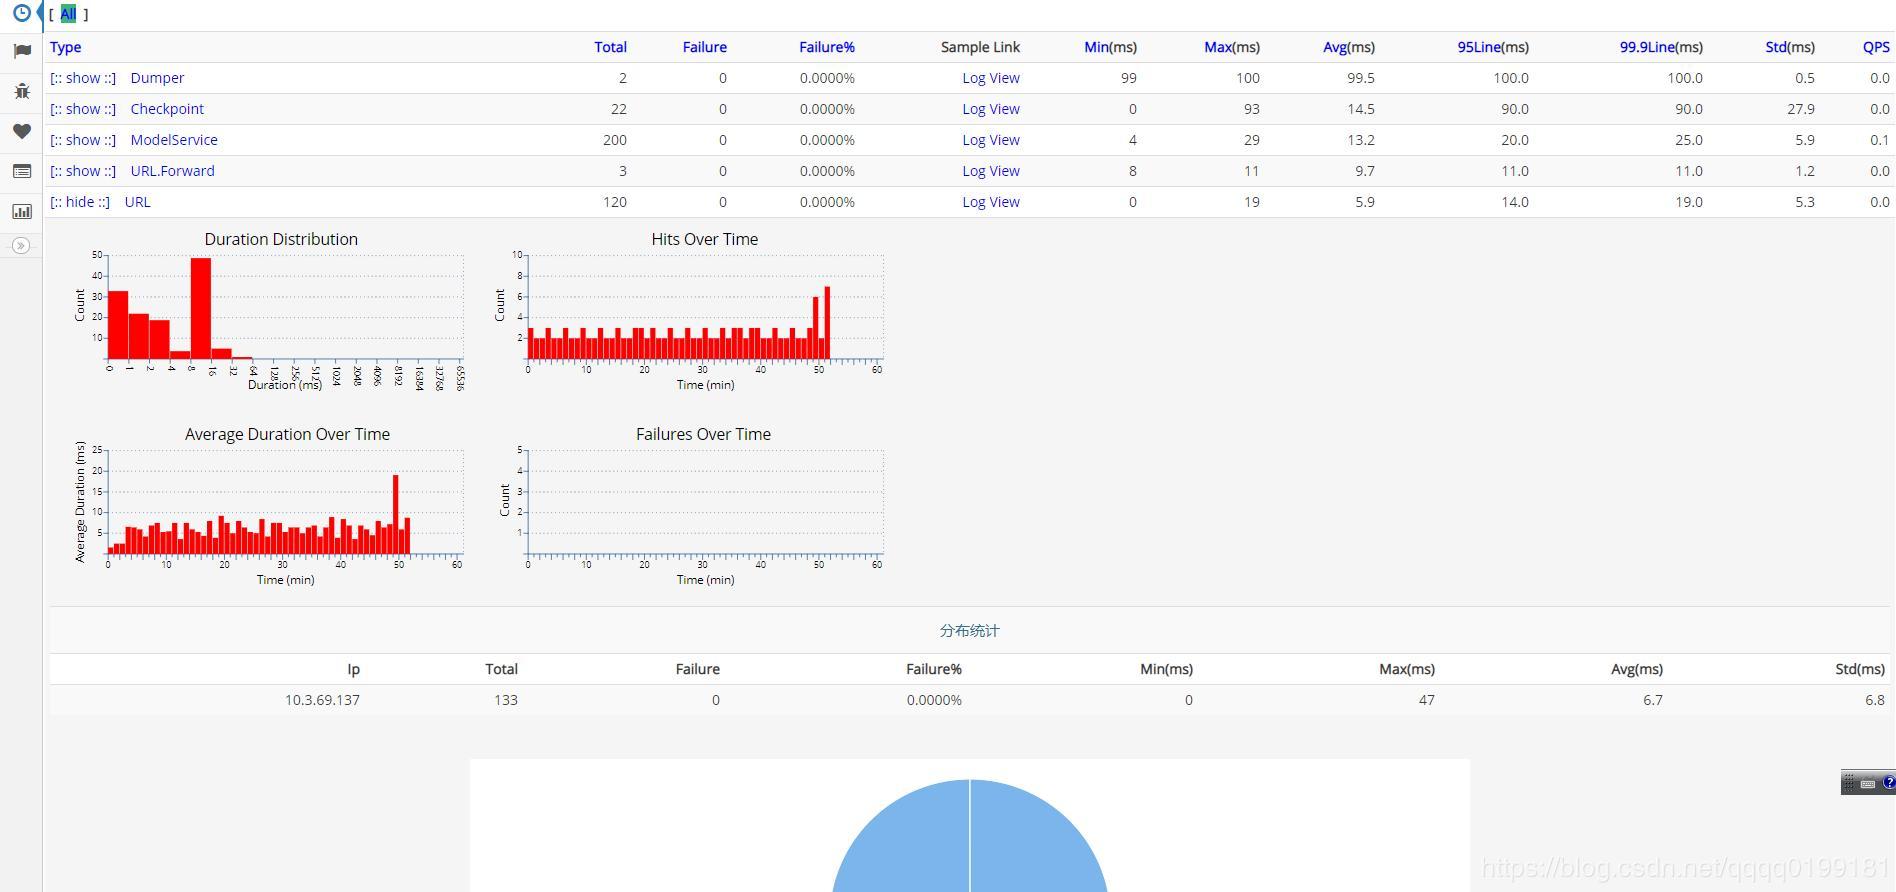 [ All ]
Type Total Failure Failure% Sample Link Min(ms) Max(ms) Avg(ms) 95Line(ms) 99.9Line(ms) Std(ms) QPS
[:: show ::] Dumper 2 0 0.0000% Log View 99 100 99.5 100.0 100.0 0.5 0.0
[:: show ::] Checkpoint 22 0 0.0000% Log View 0 93 14.5 90.0 90.0 27.9 0.0
[:: show ::] ModelService 200 0 0.0000% Log View 4 29 13.2 20.0 25.0 5.9 0.1
[:: show ::] URL.Forward 3 0 0.0000% Log View 8 11 9.7 11.0 11.0 1.2 0.0
[:: hide ::] URL 120 0 0.0000% Log View 0 19 5.9 14.0 19.0 5.3 0.0
Duration Distribution
50
40
30
20
10
Count
0 1 2 4 8 16 32 64 128 256 512 1024 2048 4096 8192 16384 32768 65536
Duration (ms)
Hits Over Time
10
8
6
4
2
Count
0 10 20 30 40 50 60
Time (min)
Average Duration Over Time
25
20
15
10
5
Average Duration (ms)
0 10 20 30 40 50 60
Time (min)
Failures Over Time
5
4
3
2
1
Count
0 10 20 30 40 50 60
Time (min)
分布统计
Ip Total Failure Failure% Min(ms) Max(ms) Avg(ms) Std(ms)
10.3.69.137 133 0 0.0000% 0 47 6.7 6.8
?
https://blog.csdn.net/qqqq0199181